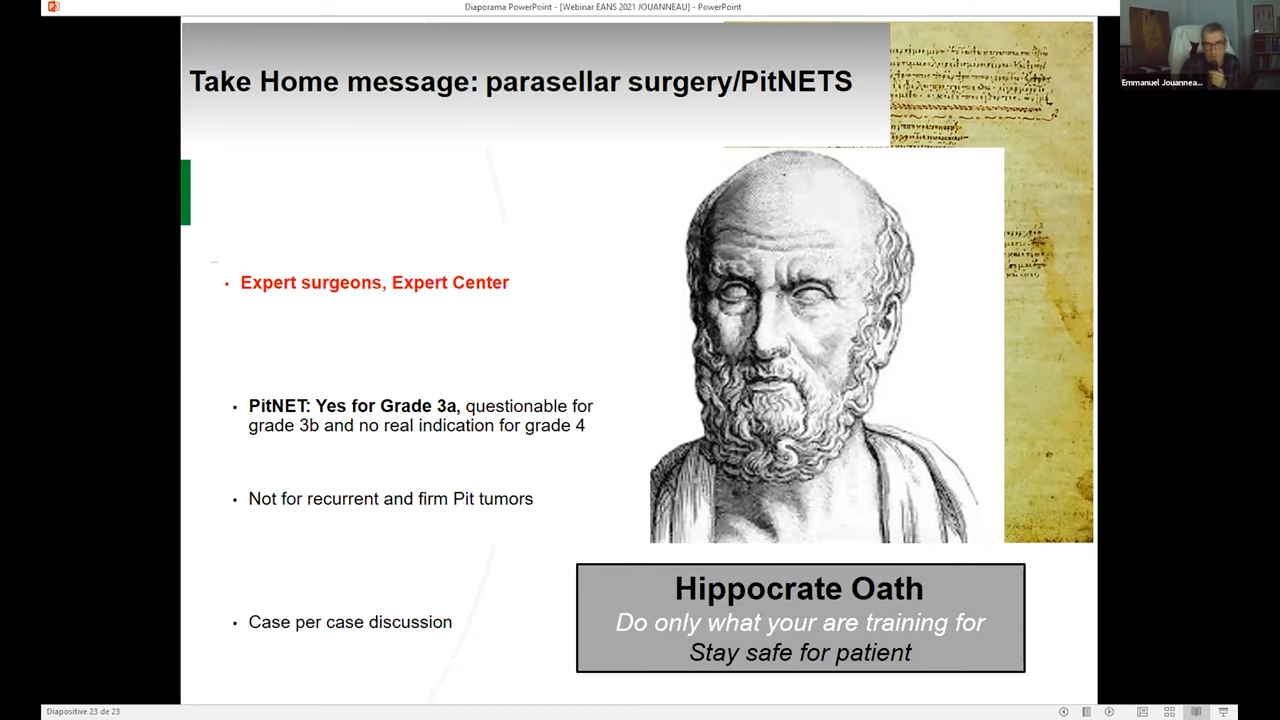 Diaporama PowerPoint - [Webinar EANS 2021 JOUANNEAU] - PowerPoint
Emmanuel Jouannea...
Take Home message: parasellar surgery/PitNETS
• Expert surgeons, Expert Center
• PitNET: Yes for Grade 3a, questionable for
grade 3b and no real indication for grade 4
• Not for recurrent and firm Pit tumors
• Case per case discussion
Hippocrate Oath
Do only what your are training for
Stay safe for patient
Diapositive 23 de 23